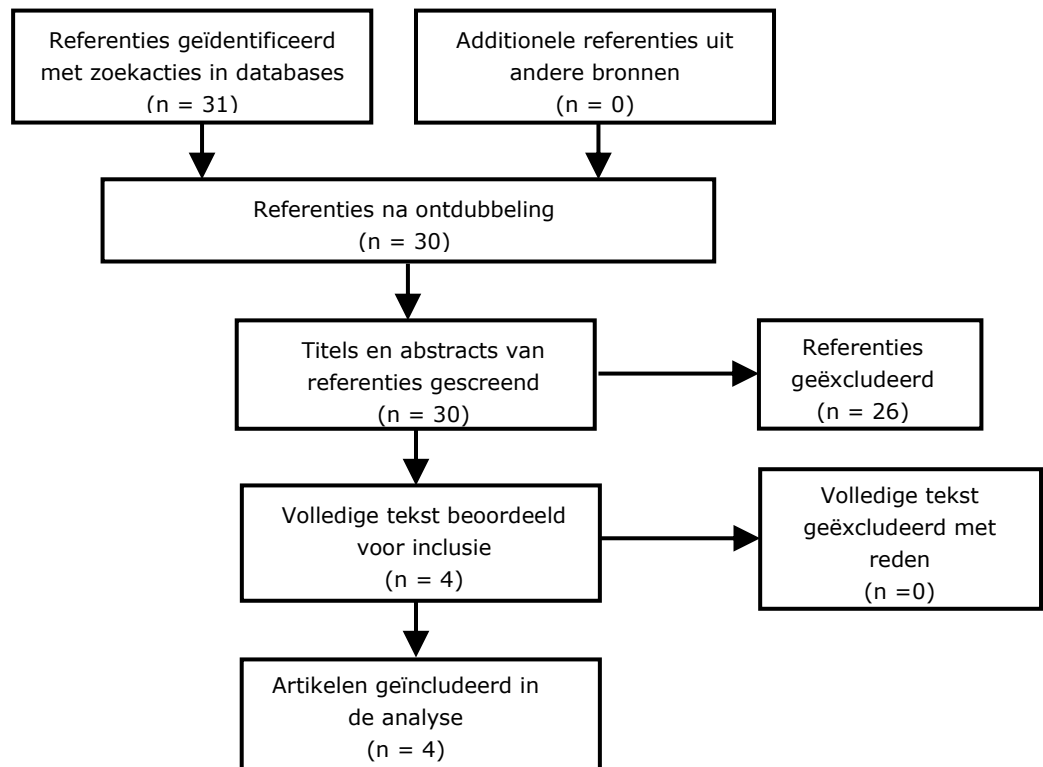 Referenties geïdentificeerd
met zoekacties in databases
(n = 31)
Additionele referenties uit
andere bronnen
(n = 0)
Referenties na ontdubbeling
(n = 30)
Titels en abstracts van
referenties gescreend
(n = 30)
Referenties
geëxcludeerd
(n = 26)
Volledige tekst beoordeeld
voor inclusie
(n = 4)
Volledige tekst
geëxcludeerd met
reden
(n =0)
Artikelen geïncludeerd in
de analyse
(n = 4)